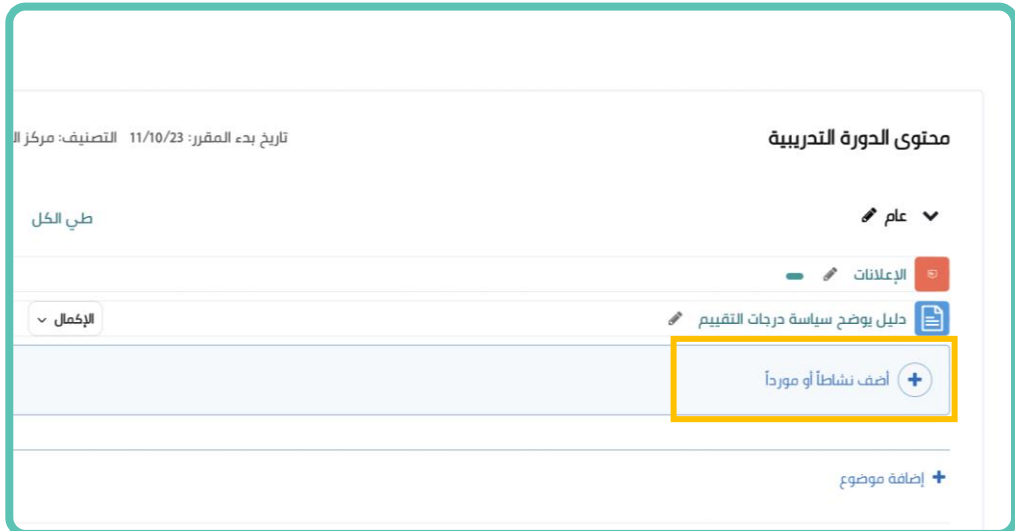 محتوى الدورة التدريبية
تاريخ بدء المقرر: 11/10/23 التصنيف: مركز
عام
طي الكل
الإعلانات
دليل يوضح سياسة درجات التقييم
الإكمال
أضف نشاطاً أو مورداً
إضافة موضوع